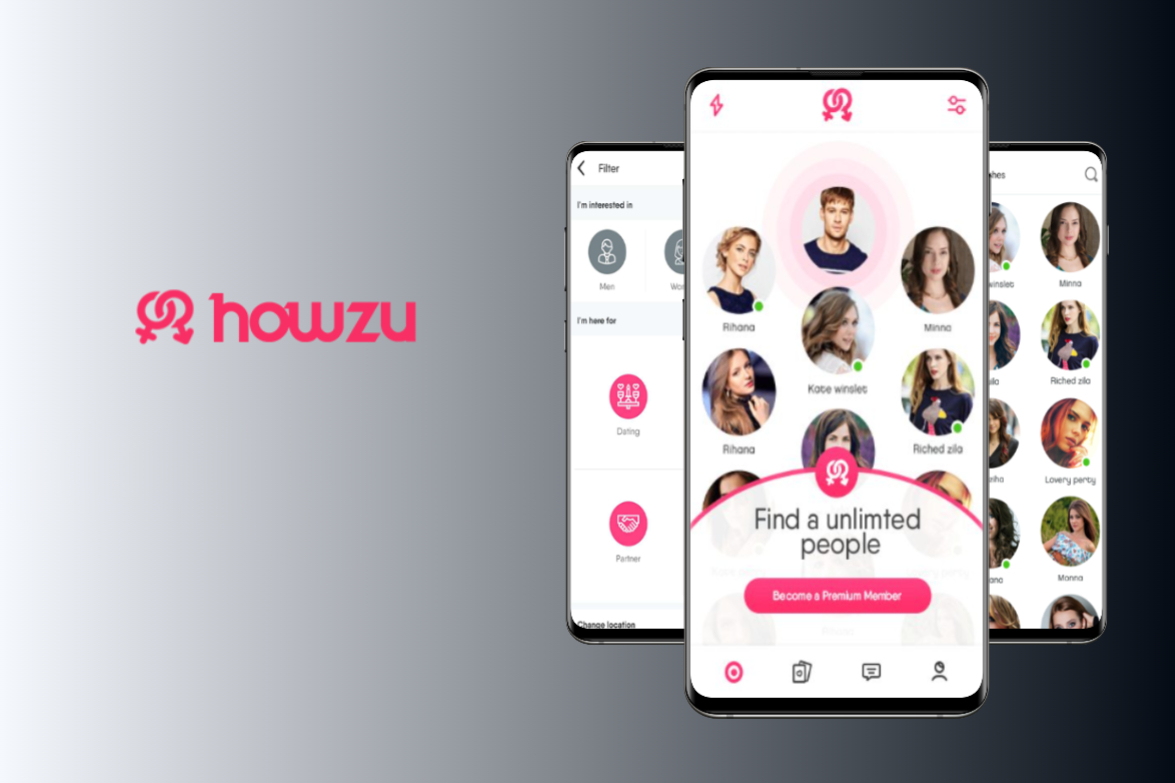 howzu
Filter
I'm interested in
Men
I'm here for
Dating
Partner
Change location
Rihana
Minna
Kate winslet
Rihana
Riched zila
Find a unlimted
people
Become a Premium Member
Minna
Riched zila
Lovery perty
Monna